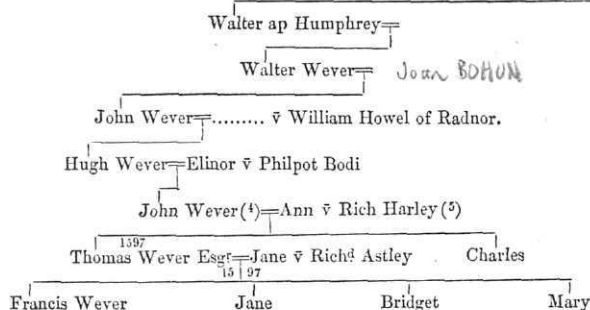 Walter ap Humphrey
Walter Wever Joan BOHUN
John Wever ......... v̄ William Howel of Radnor.
Hugh Wever Elinor v̄ Philpot Bodi
John Wever (⁴) Ann v̄ Rich Harley (⁵)
1597
Thomas Wever Esqr Jane v̄ Richᵈ Astley Charles
15 97
Francis Wever Jane Bridget Mary